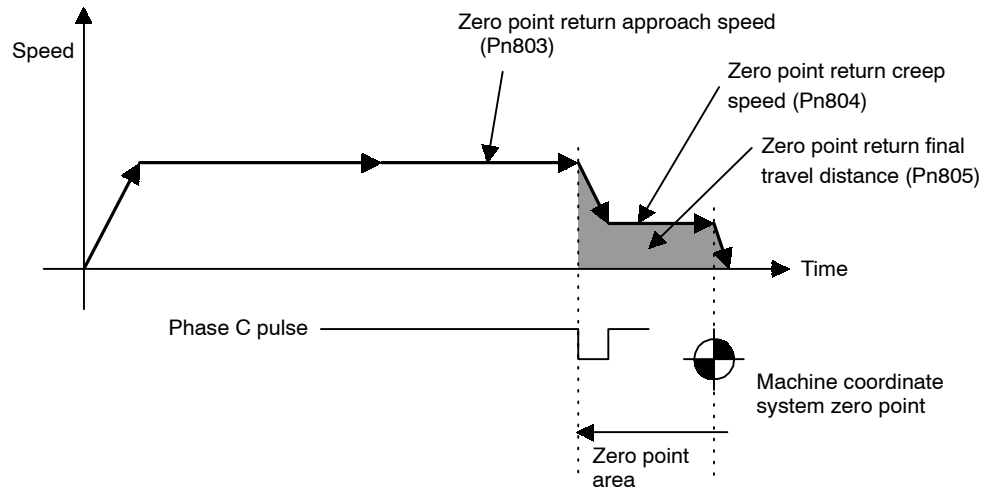 Zero point return approach speed
(Pn803)
Speed
Zero point return creep
speed (Pn804)
Zero point return final
travel distance (Pn805)
Time
Phase C pulse
Machine coordinate
system zero point
Zero point
area